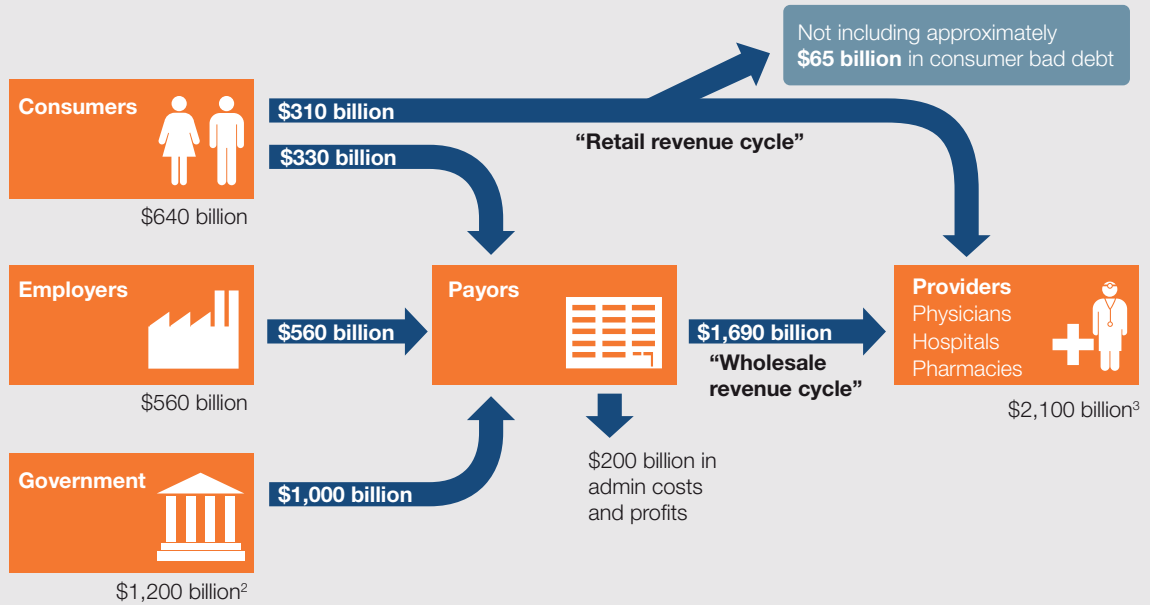 Not including approximately
$65 billion in consumer bad debt
Consumers
$310 billion
“Retail revenue cycle”
$330 billion
$640 billion
Employers
$560 billion
$560 billion
Payors
$1,690 billion
“Wholesale
revenue cycle”
Providers
Physicians
Hospitals
Pharmacies
$2,100 billion³
$200 billion in
admin costs
and profits
Government
$1,000 billion
$1,200 billion²